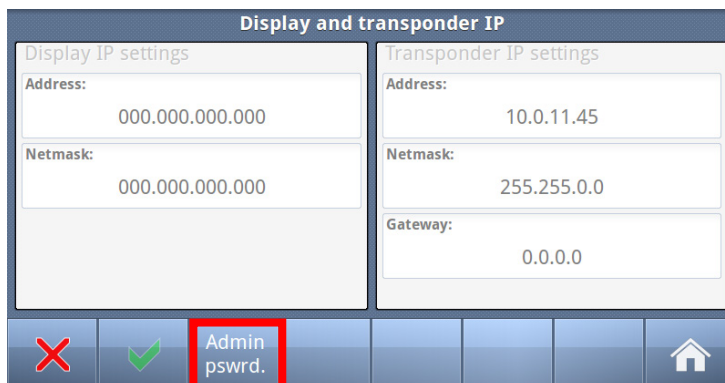 Display and transponder IP
Display IP settings
Address:
000.000.000.000
Netmask:
000.000.000.000
Transponder IP settings
Address:
10.0.11.45
Netmask:
255.255.0.0
Gateway:
0.0.0.0
Admin
pswrd.